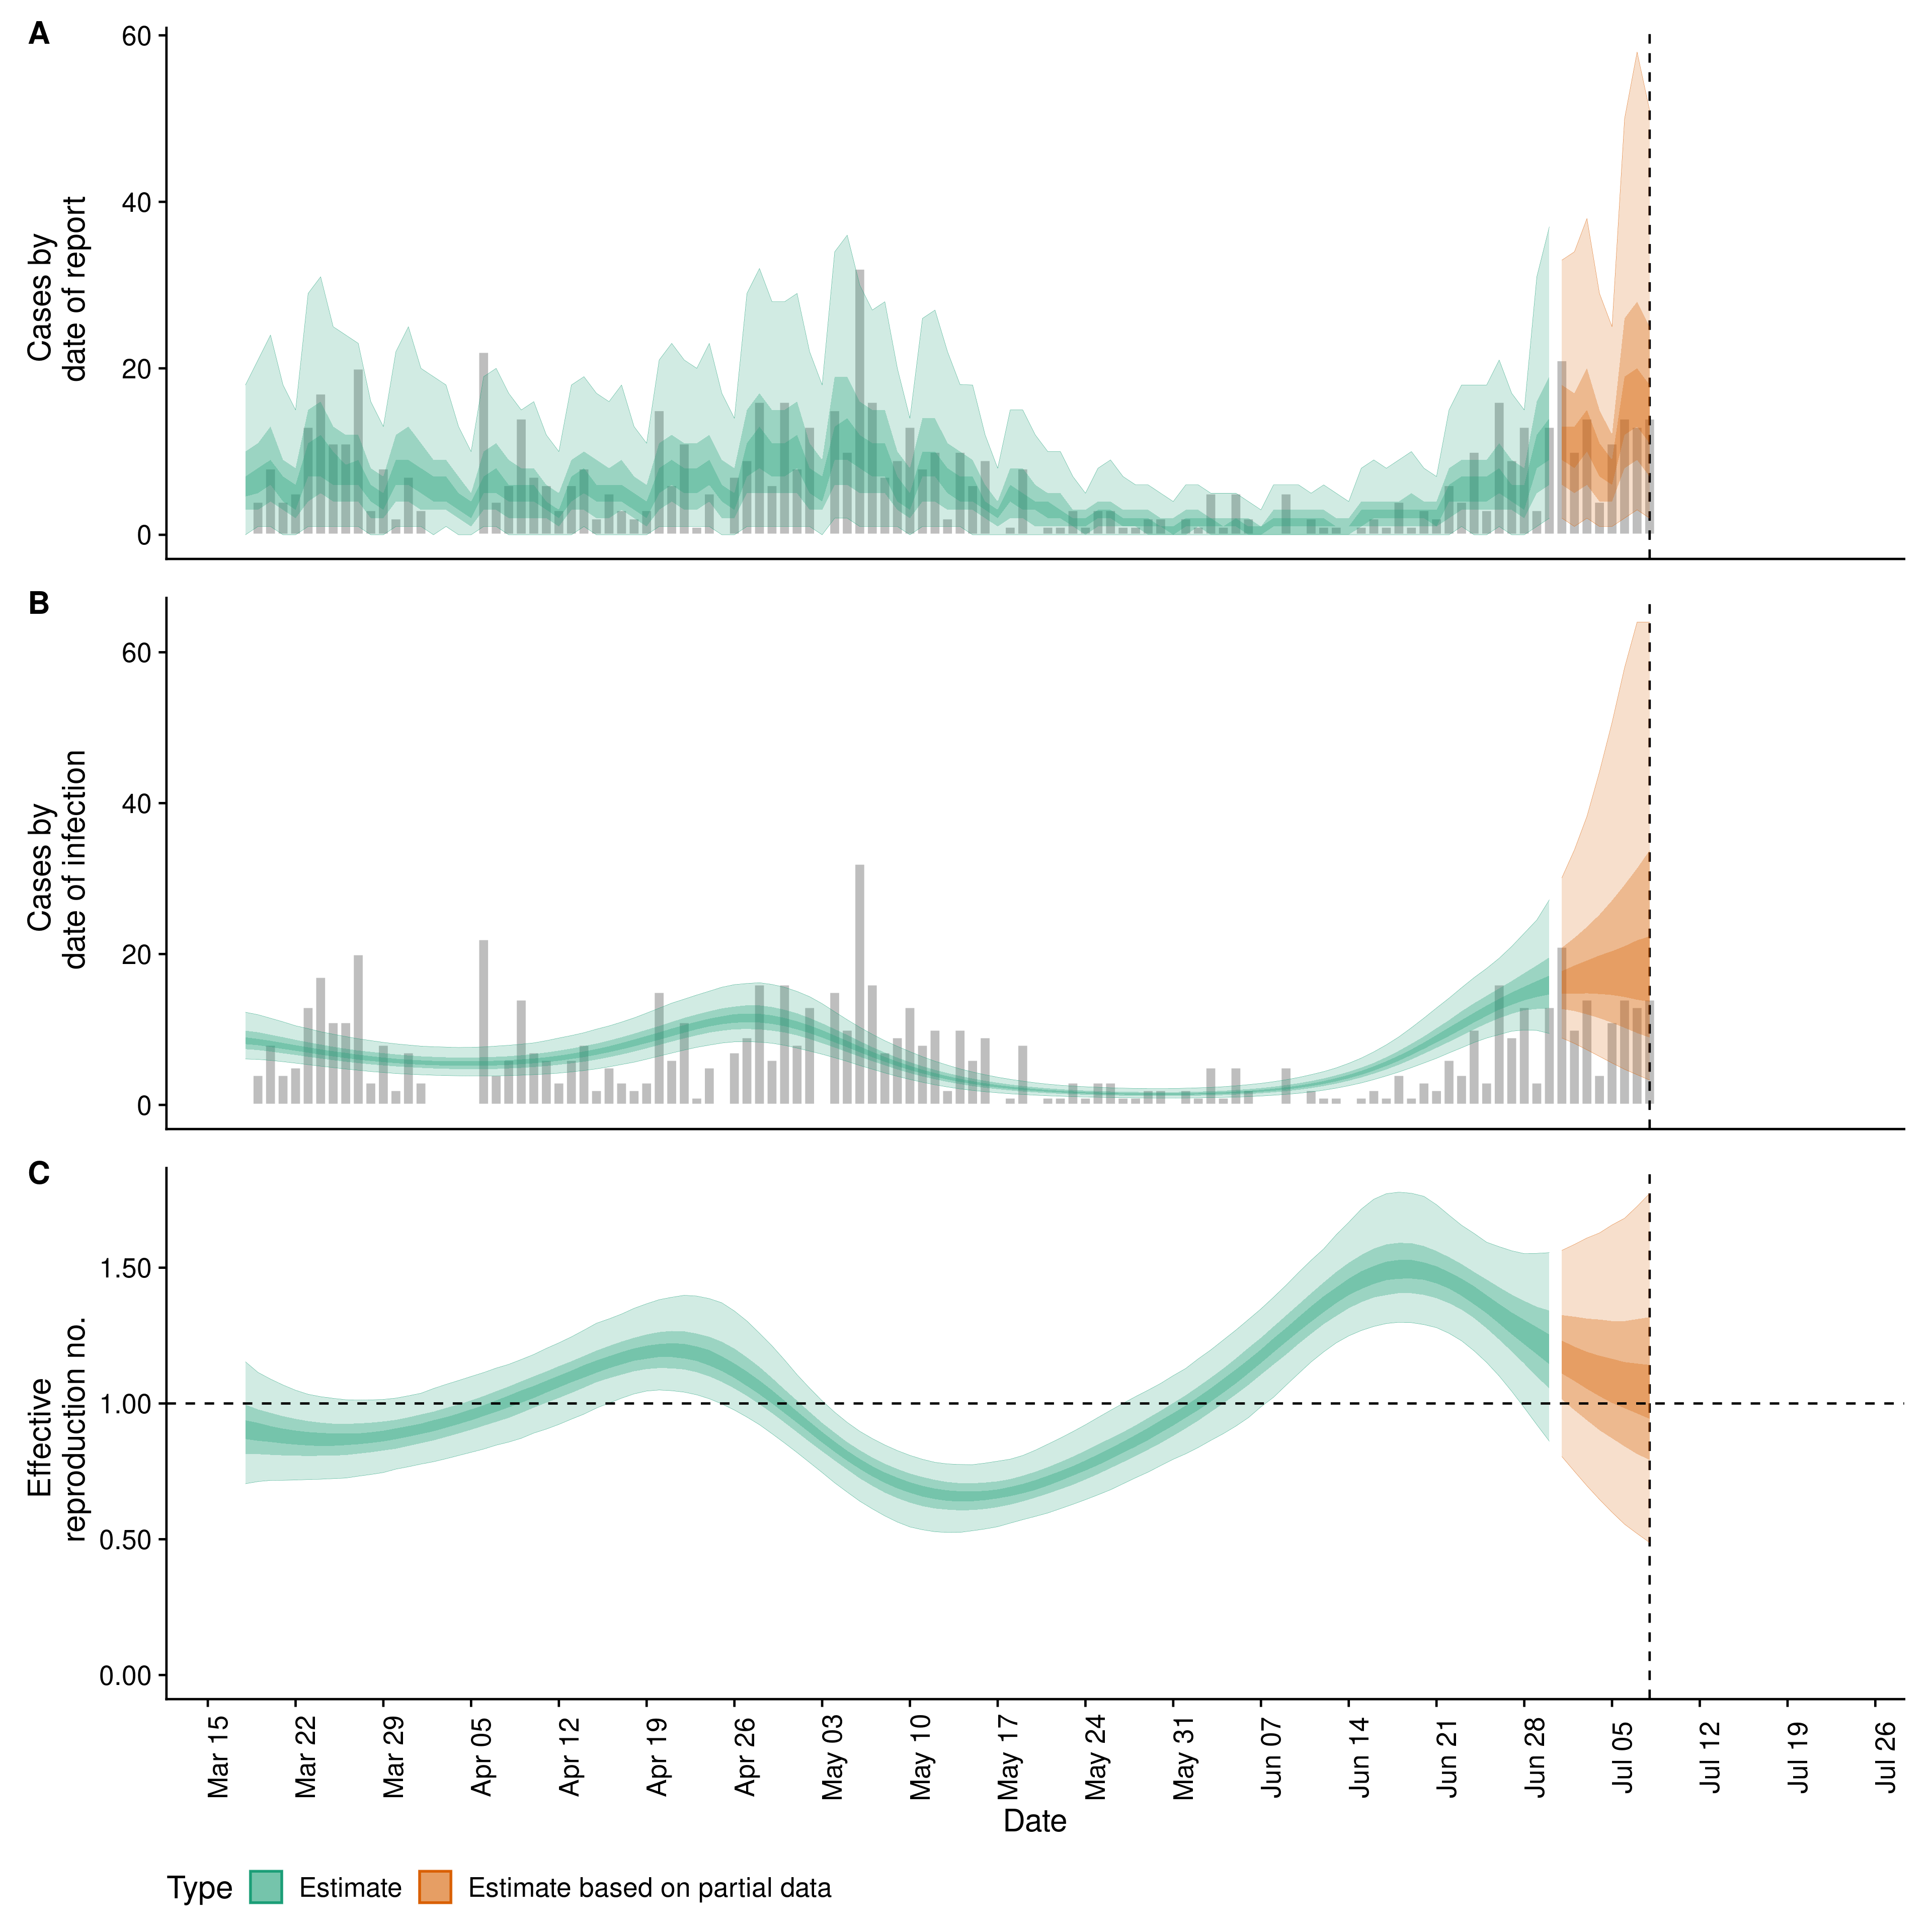 A
60
40
20
0
Cases by
date of report
B
60
40
20
0
Cases by
date of infection
C
1.50
1.00
0.50
0.00
Effective
reproduction no.
Mar 15
Mar 22
Mar 29
Apr 05
Apr 12
Apr 19
Apr 26
May 03
May 10
May 17
May 24
May 31
Jun 07
Jun 14
Jun 21
Jun 28
Jul 05
Jul 12
Jul 19
Jul 26
Date
Type Estimate Estimate based on partial data